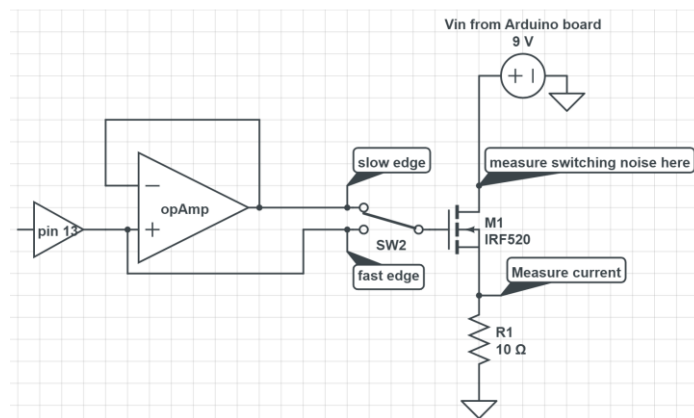 Vin from Arduino board
9 V
+
−
slow edge
measure switching noise here
−
opAmp
pin 13
+
SW2
M1
IRF520
fast edge
Measure current
R1
10 Ω